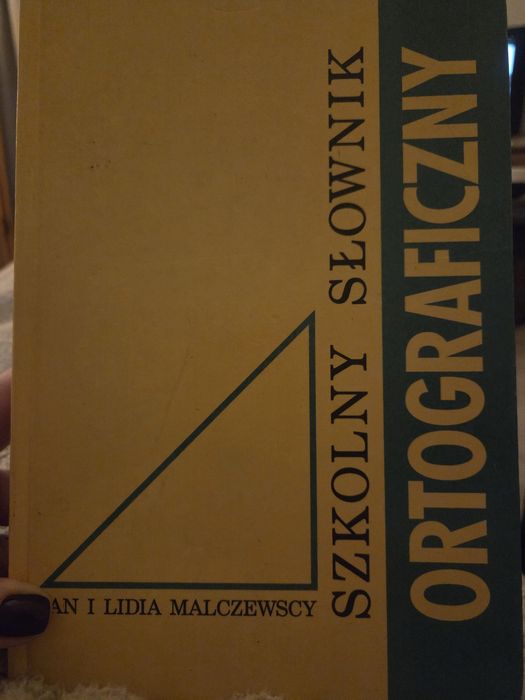 SZKOLNY SŁOWNIK
ORTOGRAFICZNY
I LIDIA MALCZEWSCY